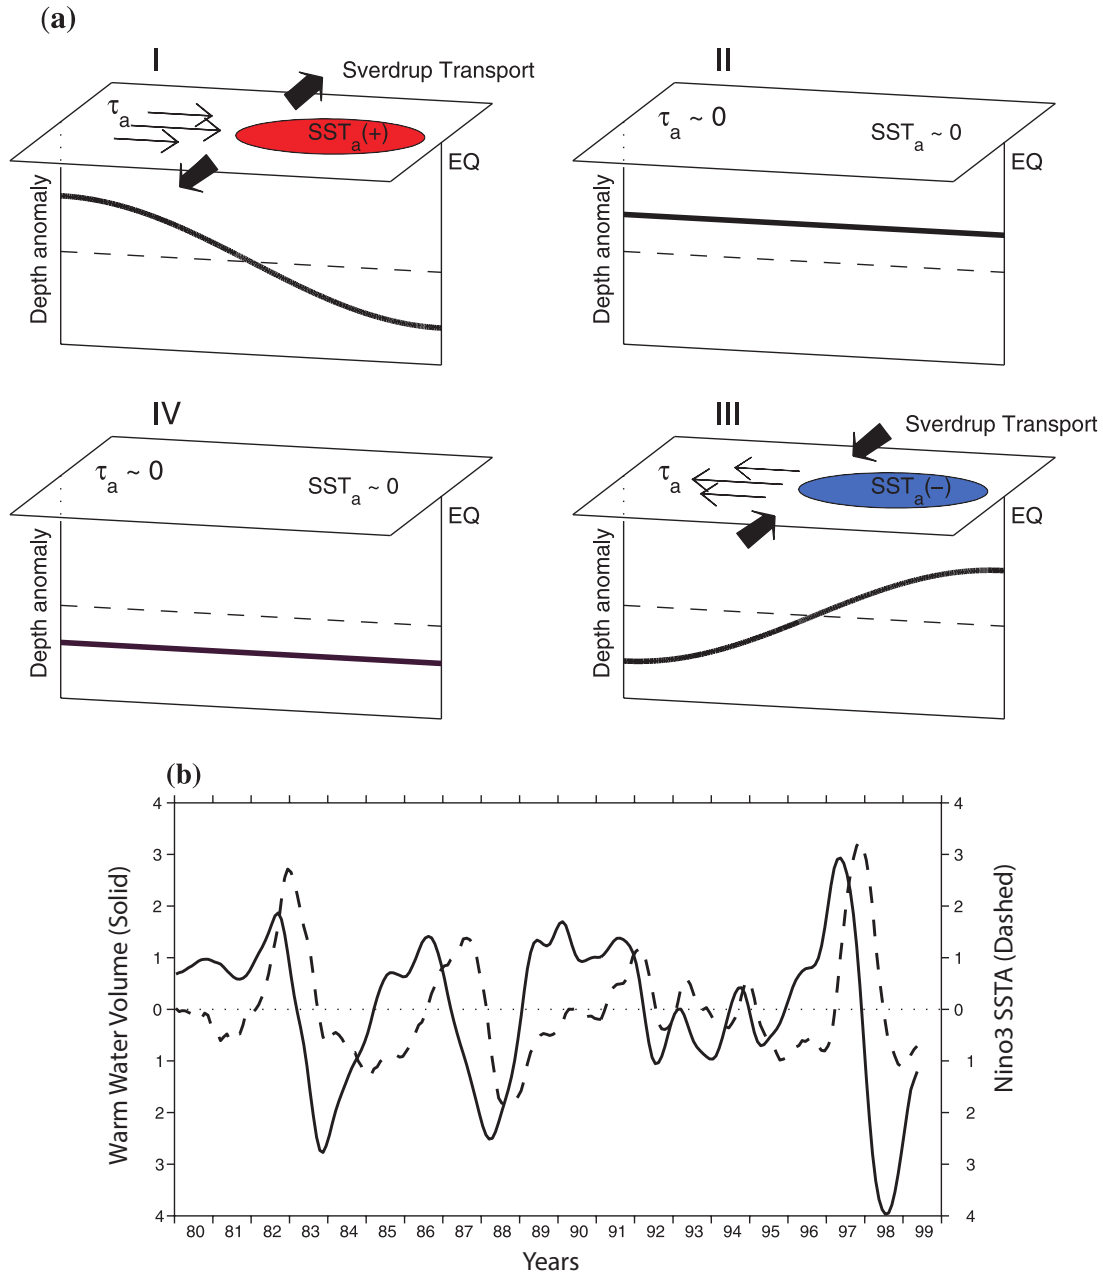 (a)
I
Sverdrup Transport
τa
SSTa(+)
EQ
Depth anomaly
II
τa ~ 0
SSTa ~ 0
EQ
Depth anomaly
IV
τa ~ 0
SSTa ~ 0
EQ
Depth anomaly
III
Sverdrup Transport
τa
SSTa(–)
EQ
Depth anomaly
(b)
4 4
3 3
2 2
1 1
0 0
1 1
2 2
3 3
4 4
Warm Water Volume (Solid)
Nino3 SSTA (Dashed)
80 81 82 83 84 85 86 87 88 89 90 91 92 93 94 95 96 97 98 99
Years